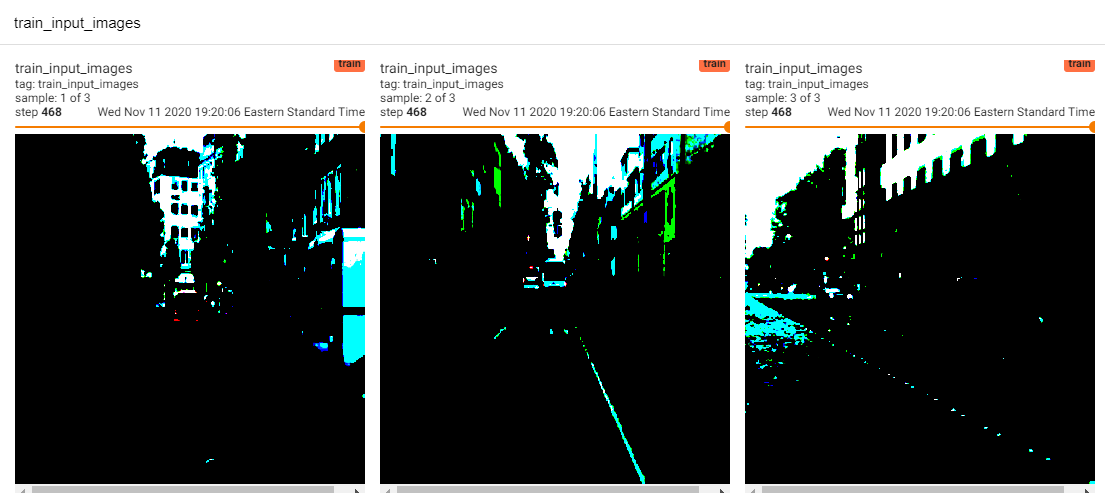 train_input_images
train_input_images
train
tag: train_input_images
sample: 1 of 3
step 468 Wed Nov 11 2020 19:20:06 Eastern Standard Time
train_input_images
train
tag: train_input_images
sample: 2 of 3
step 468 Wed Nov 11 2020 19:20:06 Eastern Standard Time
train_input_images
train
tag: train_input_images
sample: 3 of 3
step 468 Wed Nov 11 2020 19:20:06 Eastern Standard Time